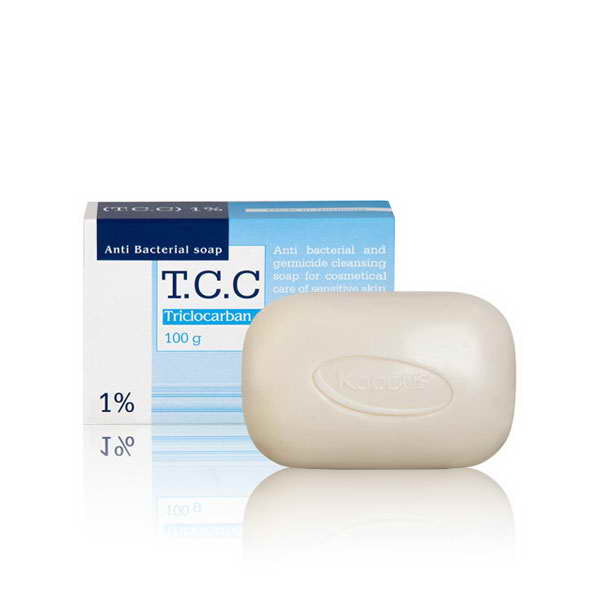 (T.C.C) 1%
Anti Bacterial soap
T.C.C
Triclocarban
100 g
1%
Anti bacterial and
germicide cleansing
soap for cosmetical
care of sensitive skin